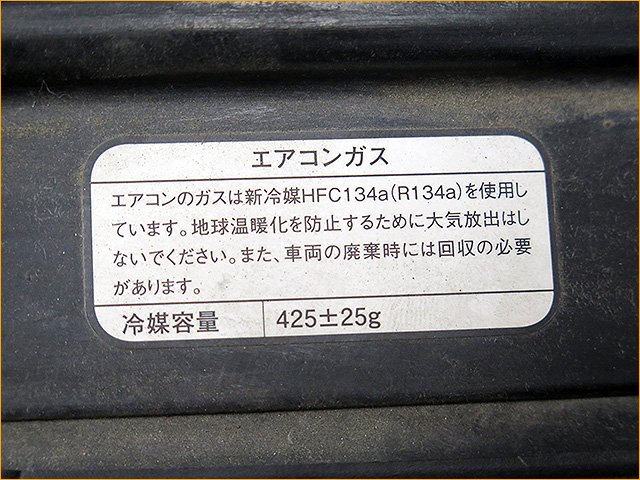 エアコンガス
エアコンのガスは新冷媒HFC134a(R134a)を使用し
ています。地球温暖化を防止するために大気放出はし
ないでください。また、車両の廃棄時には回収の必要
があります。
冷媒容量 425±25g